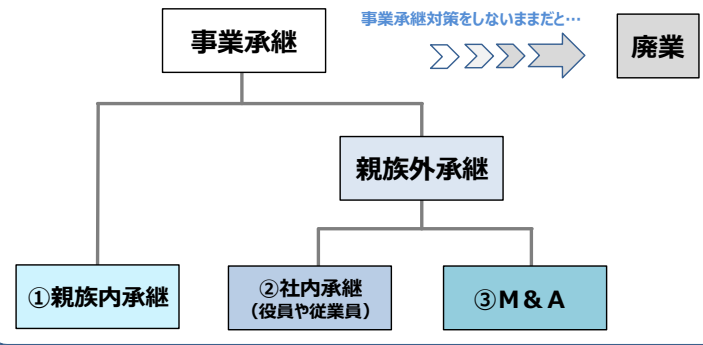 事業承継対策をしないままだと…
事業承継
廃業
親族外承継
①親族内承継
②社内承継
（役員や従業員）
③Ｍ＆Ａ